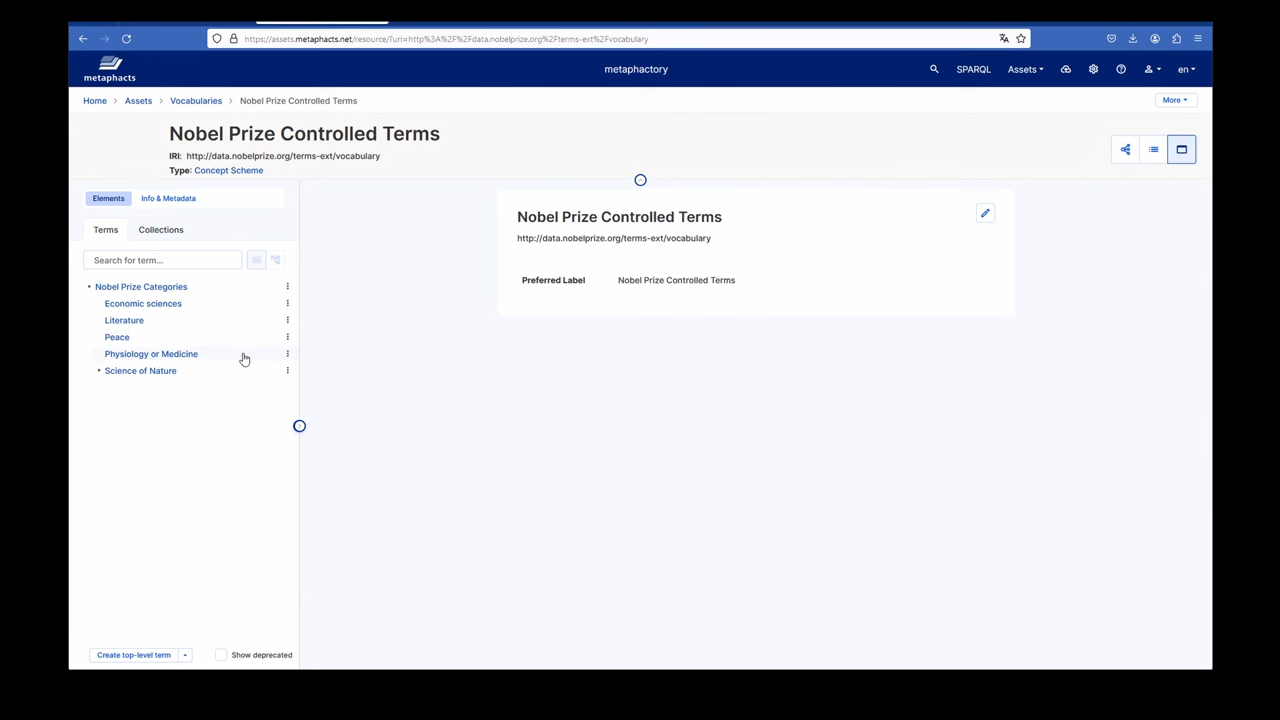 https://assets.metaphacts.net/resource/?uri=http%3A%2F%2Fdata.nobelprize.org%2Fterms-ext%2Fvocabulary
metaphacts
metaphactory
SPARQL
Assets
en
Home > Assets > Vocabularies > Nobel Prize Controlled Terms
More
Nobel Prize Controlled Terms
IRI: http://data.nobelprize.org/terms-ext/vocabulary
Type: Concept Scheme
Elements
Info & Metadata
Terms
Collections
Search for term...
Nobel Prize Categories
Economic sciences
Literature
Peace
Physiology or Medicine
Science of Nature
Nobel Prize Controlled Terms
http://data.nobelprize.org/terms-ext/vocabulary
Preferred Label Nobel Prize Controlled Terms
Create top-level term
Show deprecated